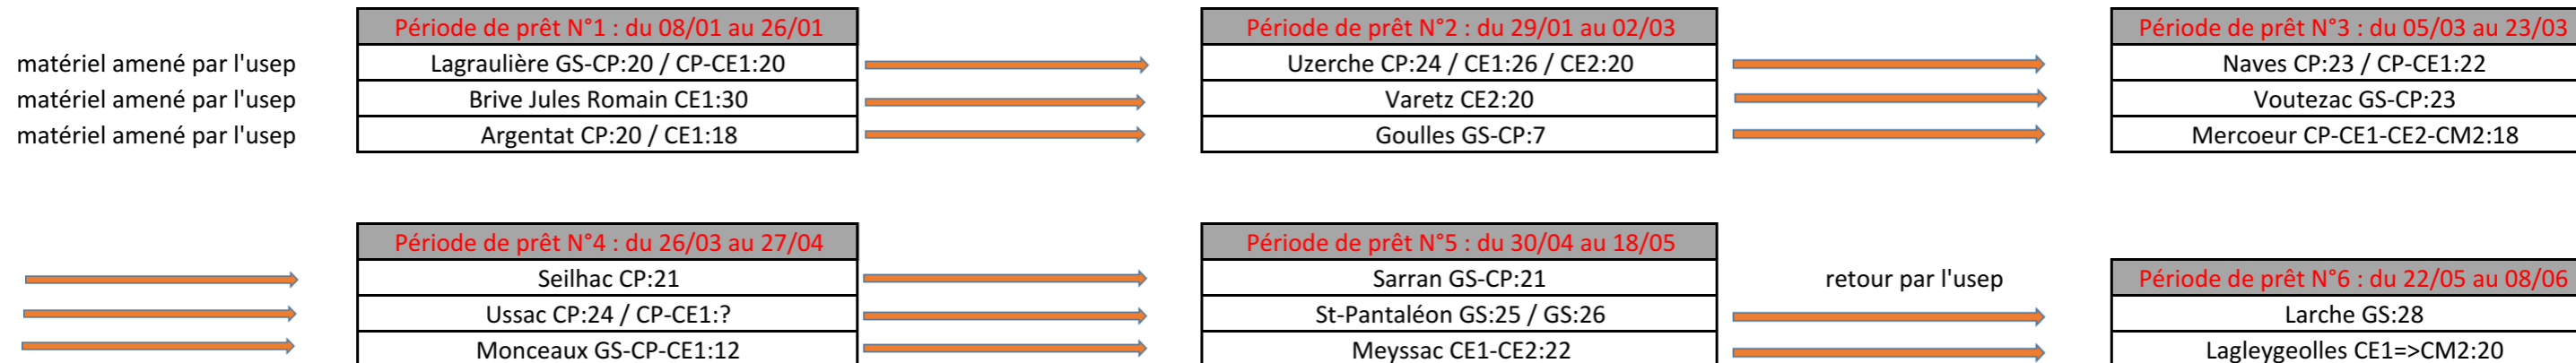 Période de prêt N°1 : du 08/01 au 26/01 Période de prêt N°2 : du 29/01 au 02/03 Période de prêt N°3 : du 05/03 au 23/03
matériel amené par l'usep Lagraulière GS-CP:20 / CP-CE1:20 Uzerche CP:24 / CE1:26 / CE2:20 Naves CP:23 / CP-CE1:22
matériel amené par l'usep Brive Jules Romain CE1:30 Varetz CE2:20 Voutezac GS-CP:23
matériel amené par l'usep Argentat CP:20 / CE1:18 Goulles GS-CP:7 Mercoeur CP-CE1-CE2-CM2:18
Période de prêt N°4 : du 26/03 au 27/04 Période de prêt N°5 : du 30/04 au 18/05
Seilhac CP:21 Sarran GS-CP:21 retour par l'usep Période de prêt N°6 : du 22/05 au 08/06
Ussac CP:24 / CP-CE1:? St-Pantaléon GS:25 / GS:26 Larche GS:28
Monceaux GS-CP-CE1:12 Meyssac CE1-CE2:22 Lagleygeolles CE1=>CM2:20